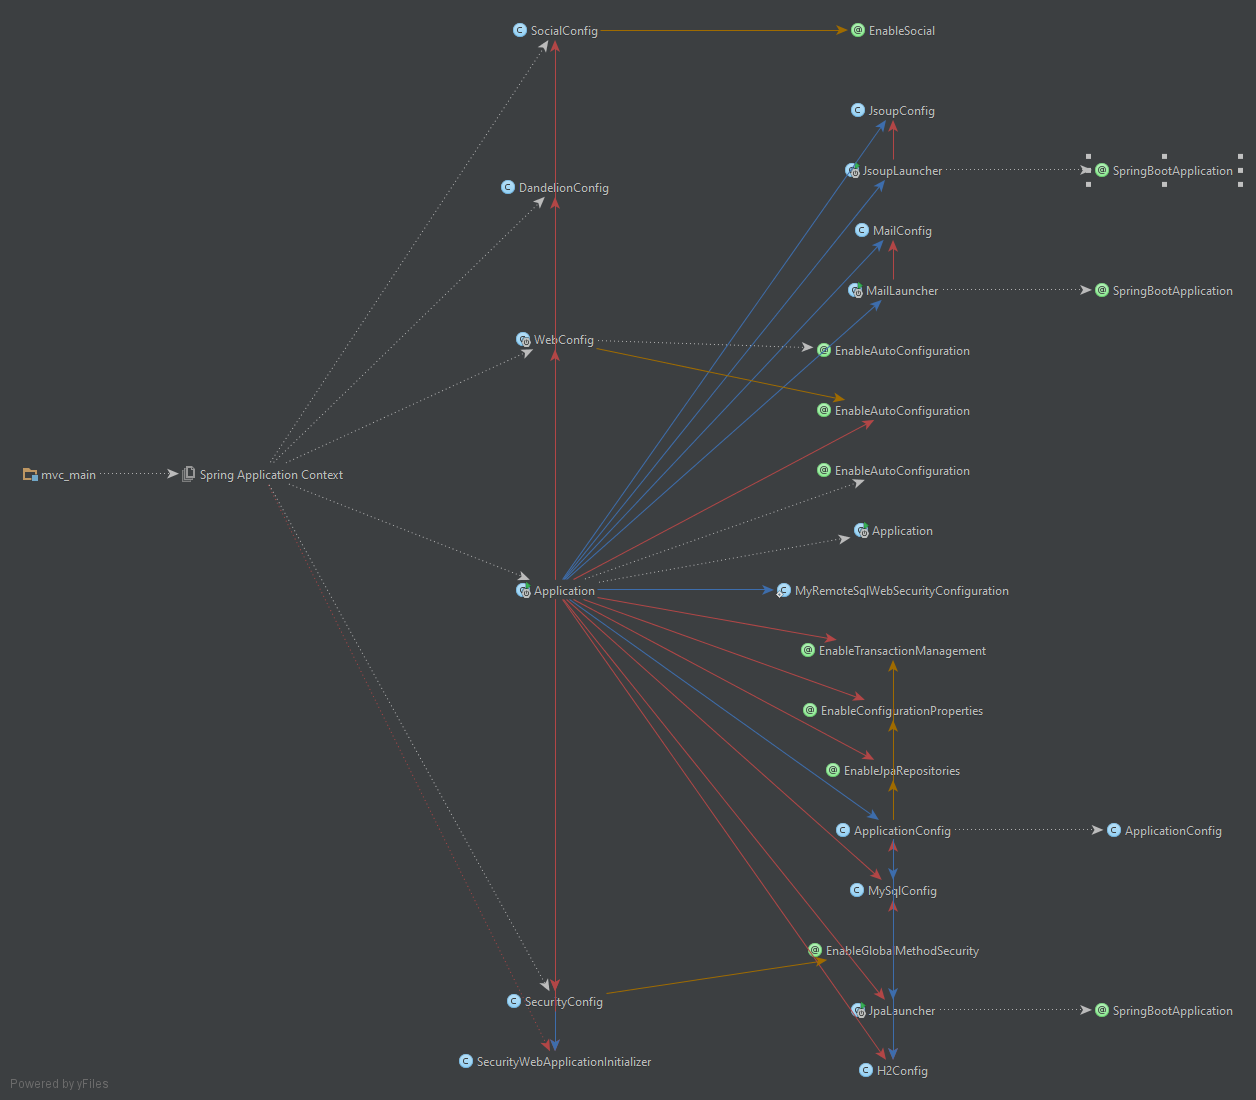 SocialConfig
EnableSocial
JsoupConfig
JsoupLauncher
SpringBootApplication
DandelionConfig
MailConfig
MailLauncher
SpringBootApplication
WebConfig
EnableAutoConfiguration
EnableAutoConfiguration
mvc_main
Spring Application Context
EnableAutoConfiguration
Application
Application
MyRemoteSqlWebSecurityConfiguration
EnableTransactionManagement
EnableConfigurationProperties
EnableJpaRepositories
ApplicationConfig
ApplicationConfig
MySqlConfig
EnableGlobalMethodSecurity
SecurityConfig
JpaLauncher
SpringBootApplication
SecurityWebApplicationInitializer
H2Config
Powered by yFiles